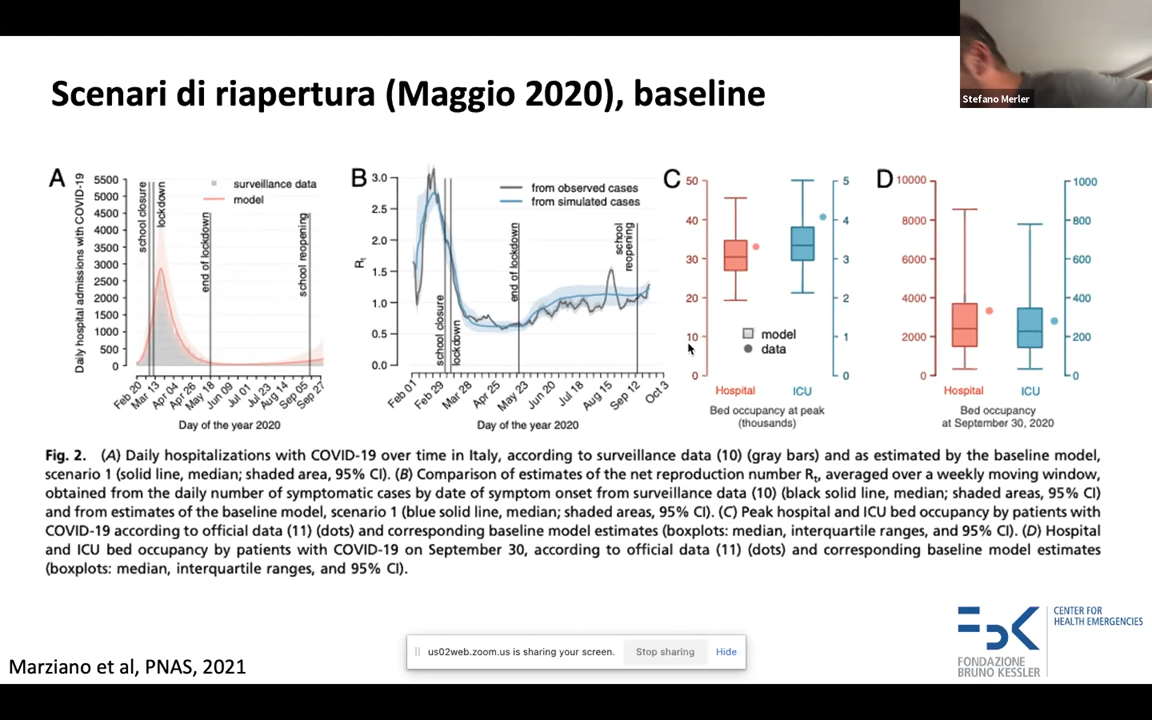 Stefano Merler
Scenari di riapertura (Maggio 2020), baseline
A
Daily hospital admissions with COVID-19
5500
5000
4500
4000
3500
3000
2500
2000
1500
1000
500
0
school closure
lockdown
end of lockdown
school reopening
surveillance data
model
Feb 20
Mar 13
Apr 04
Apr 26
May 18
Jun 09
Jul 01
Jul 23
Aug 14
Sep 05
Sep 27
Day of the year 2020
B
Rt
3.0
2.5
2.0
1.5
1.0
0.5
0.0
from observed cases
from simulated cases
school closure
lockdown
end of lockdown
school reopening
Feb 01
Feb 29
Mar 28
Apr 25
May 23
Jun 20
Jul 18
Aug 15
Sep 12
Oct 3
Day of the year 2020
C
50
40
30
20
10
0
5
4
3
2
1
0
model
data
Hospital
ICU
Bed occupancy at peak
(thousands)
D
10000
8000
6000
4000
2000
0
1000
800
600
400
200
0
Hospital
ICU
Bed occupancy
at September 30, 2020
Fig. 2. (A) Daily hospitalizations with COVID-19 over time in Italy, according to surveillance data (10) (gray bars) and as estimated by the baseline model,
scenario 1 (solid line, median; shaded area, 95% CI). (B) Comparison of estimates of the net reproduction number Rt, averaged over a weekly moving window,
obtained from the daily number of symptomatic cases by date of symptom onset from surveillance data (10) (black solid line, median; shaded areas, 95% CI)
and from estimates of the baseline model, scenario 1 (blue solid line, median; shaded areas, 95% CI). (C) Peak hospital and ICU bed occupancy by patients with
COVID-19 according to official data (11) (dots) and corresponding baseline model estimates (boxplots: median, interquartile ranges, and 95% CI). (D) Hospital
and ICU bed occupancy by patients with COVID-19 on September 30, according to official data (11) (dots) and corresponding baseline model estimates
(boxplots: median, interquartile ranges, and 95% CI).
us02web.zoom.us is sharing your screen.
Stop sharing
Hide
Marziano et al, PNAS, 2021
FBK
CENTER FOR
HEALTH EMERGENCIES
FONDAZIONE
BRUNO KESSLER